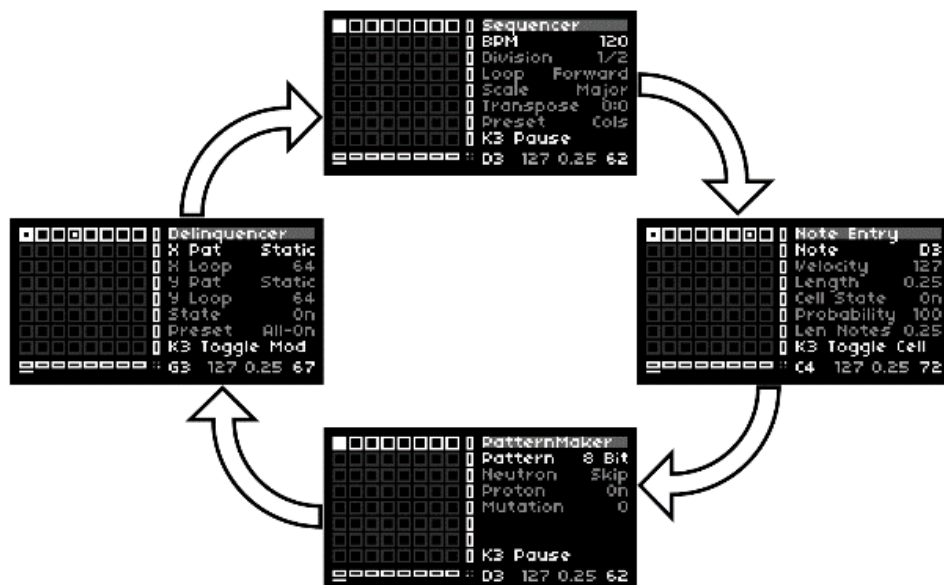 Sequencer
BPM 120
Division 1/2
Loop Forward
Scale Major
Transpose 0:0
Preset Cols
K3 Pause
D3 127 0.25 62
Delinquencer
X Pat Static
X Loop 64
Y Pat Static
Y Loop 64
State On
Preset All-On
K3 Toggle Mod
G3 127 0.25 67
Note Entry
Note D3
Velocity 127
Length 0.25
Cell State On
Probability 100
Len Notes 0.25
K3 Toggle Cell
C4 127 0.25 72
PatternMaker
Pattern 8 Bit
Neutron Skip
Proton On
Mutation 0
K3 Pause
D3 127 0.25 62